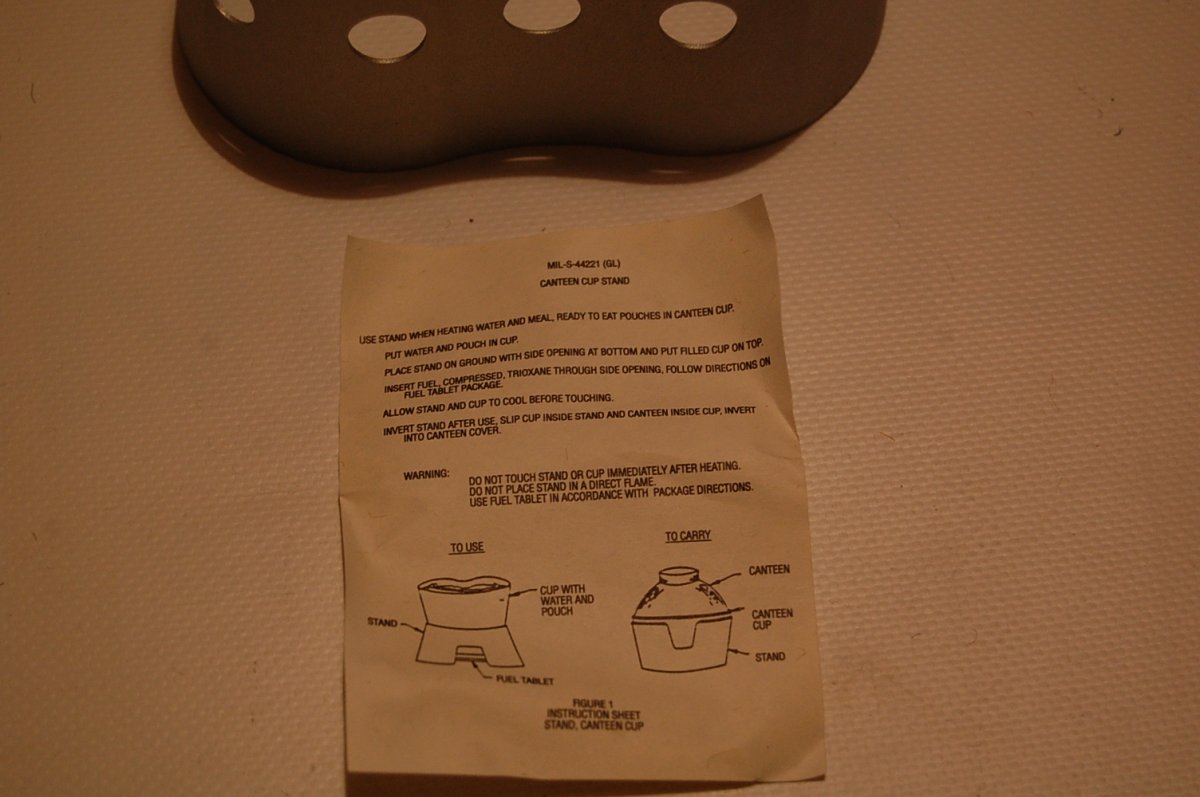 MIL-S-44221 (GL)
CANTEEN CUP STAND
USE STAND WHEN HEATING WATER AND MEAL, READY TO EAT POUCHES IN CANTEEN CUP.
PUT WATER AND POUCH IN CUP.
PLACE STAND ON GROUND WITH SIDE OPENING AT BOTTOM AND PUT FILLED CUP ON TOP.
INSERT FUEL, COMPRESSED, TRIOXANE THROUGH SIDE OPENING, FOLLOW DIRECTIONS ON
FUEL TABLET PACKAGE.
ALLOW STAND AND CUP TO COOL BEFORE TOUCHING.
INVERT STAND AFTER USE, SLIP CUP INSIDE STAND AND CANTEEN INSIDE CUP, INVERT
INTO CANTEEN COVER.
WARNING: DO NOT TOUCH STAND OR CUP IMMEDIATELY AFTER HEATING.
DO NOT PLACE STAND IN A DIRECT FLAME.
USE FUEL TABLET IN ACCORDANCE WITH PACKAGE DIRECTIONS.
TO USE
CUP WITH
WATER AND
POUCH
STAND
FUEL TABLET
TO CARRY
CANTEEN
CANTEEN
CUP
STAND
FIGURE 1
INSTRUCTION SHEET
STAND, CANTEEN CUP